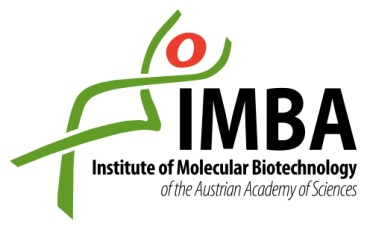 IMBA
Institute of Molecular Biotechnology
of the Austrian Academy of Sciences